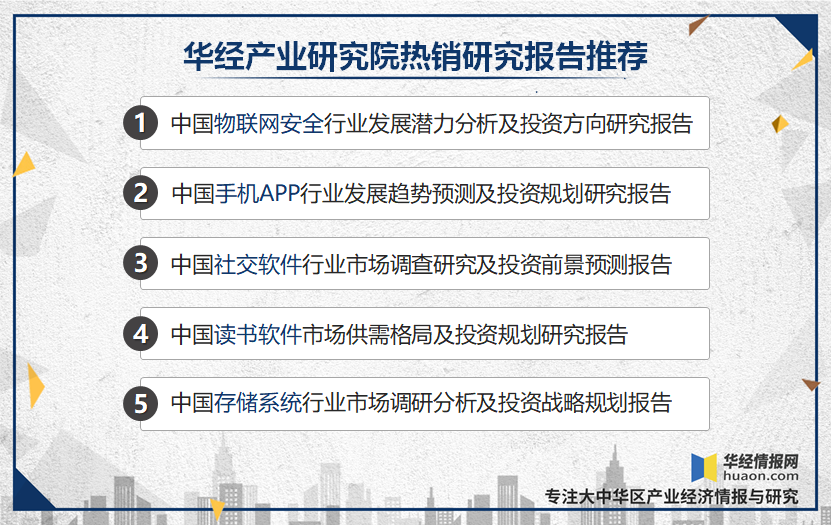 华经产业研究院热销研究报告推荐
1 中国物联网安全行业发展潜力分析及投资方向研究报告
2 中国手机APP行业发展趋势预测及投资规划研究报告
3 中国社交软件行业市场调查研究及投资前景预测报告
4 中国读书软件市场供需格局及投资规划研究报告
5 中国存储系统行业市场调研分析及投资战略规划报告
华经情报网
huaon.com
专注大中华区产业经济情报与研究